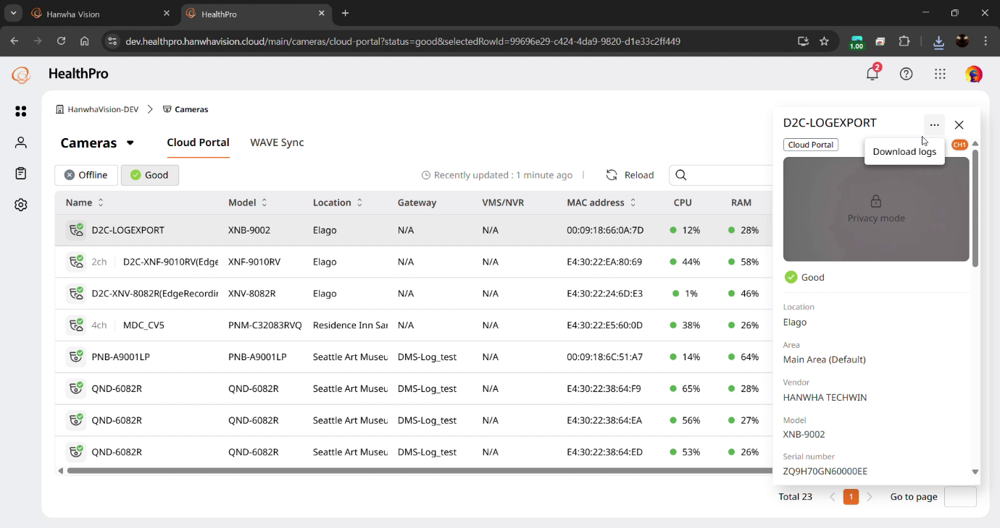 Hanwha Vision
HealthPro
dev.healthpro.hanwhavision.cloud/main/cameras/cloud-portal?status=good&selectedRowId=99696e29-c424-4da9-9820-d1e33c2ff449
1.00
HealthPro
2
HanwhaVision-DEV
Cameras
Cameras
Cloud Portal
WAVE Sync
Offline
Good
Recently updated : 1 minute ago
Reload
Name Model Location Gateway VMS/NVR MAC address CPU RAM
D2C-LOGEXPORT XNB-9002 Elago N/A N/A 00:09:18:66:0A:7D 12% 28%
2ch D2C-XNF-9010RV(Edge XNF-9010RV Elago N/A N/A E4:30:22:EA:80:69 44% 58%
D2C-XNV-8082R(EdgeRecordin XNV-8082R Elago N/A N/A E4:30:22:24:6D:E3 1% 46%
4ch MDC_CV5 PNM-C32083RVQ Residence Inn Sar N/A N/A E4:30:22:E5:60:0D 38% 26%
PNB-A9001LP PNB-A9001LP Seattle Art Museu DMS-Log_test N/A 00:09:18:6C:51:A7 14% 64%
QND-6082R QND-6082R Seattle Art Museu DMS-Log_test N/A E4:30:22:38:64:F9 65% 28%
QND-6082R QND-6082R Seattle Art Museu DMS-Log_test N/A E4:30:22:38:64:EA 56% 27%
QND-6082R QND-6082R Seattle Art Museu DMS-Log_test N/A E4:30:22:38:64:ED 53% 26%
D2C-LOGEXPORT
Cloud Portal
CH1
Download logs
Privacy mode
Good
Location
Elago
Area
Main Area (Default)
Vendor
HANWHA TECHWIN
Model
XNB-9002
Serial number
ZQ9H70GN60000EE
Total 23
1
Go to page